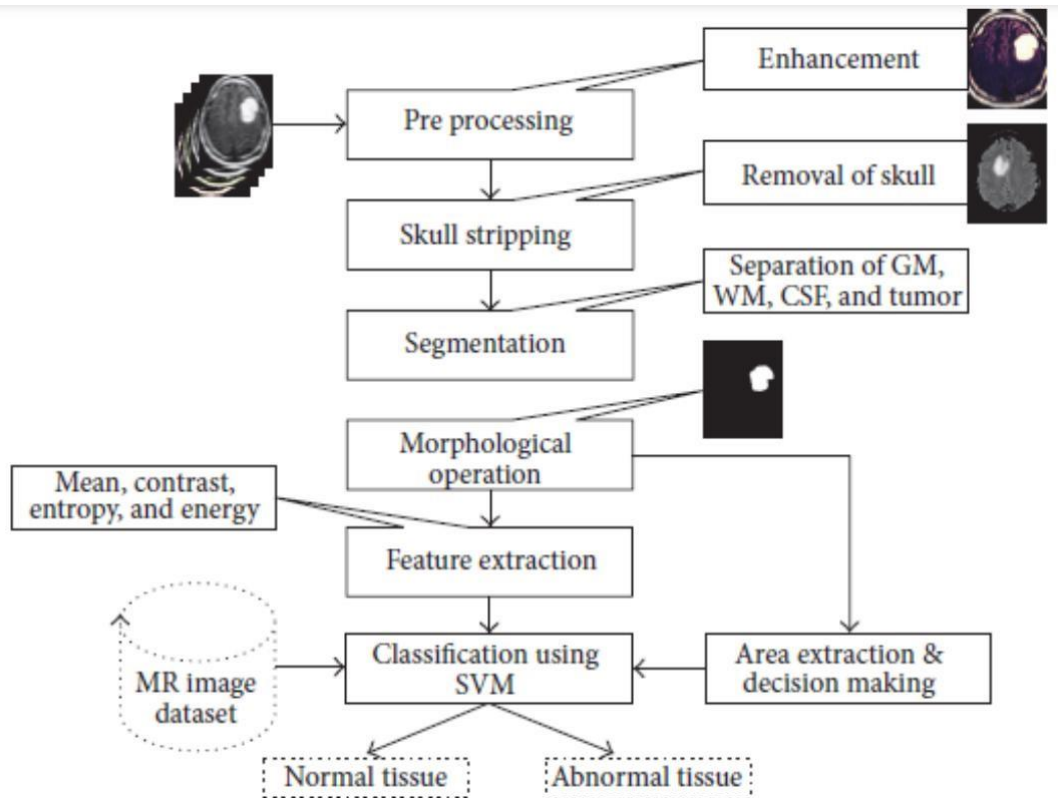 Enhancement
Pre processing
Removal of skull
Skull stripping
Separation of GM,
WM, CSF, and tumor
Segmentation
Morphological
operation
Mean, contrast,
entropy, and energy
Feature extraction
MR image
dataset
Classification using
SVM
Area extraction &
decision making
Normal tissue
Abnormal tissue